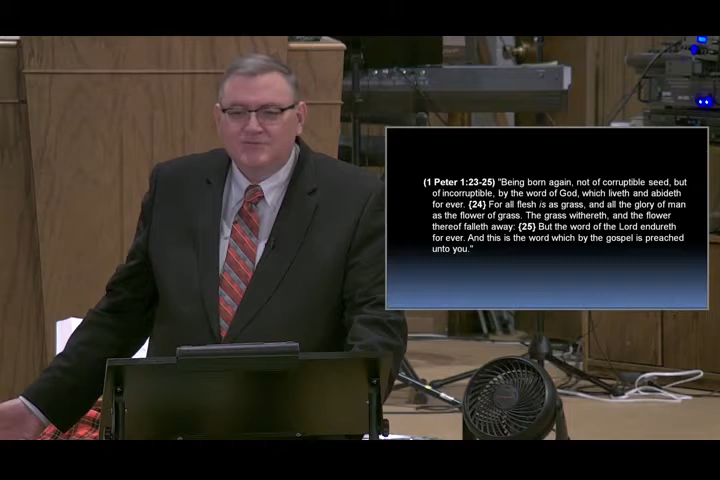 (1 Peter 1:23-25) "Being born again, not of corruptible seed, but
of incorruptible, by the word of God, which liveth and abideth
for ever. {24} For all flesh is as grass, and all the glory of man
as the flower of grass. The grass withereth, and the flower
thereof falleth away: {25} But the word of the Lord endureth
for ever. And this is the word which by the gospel is preached
unto you."